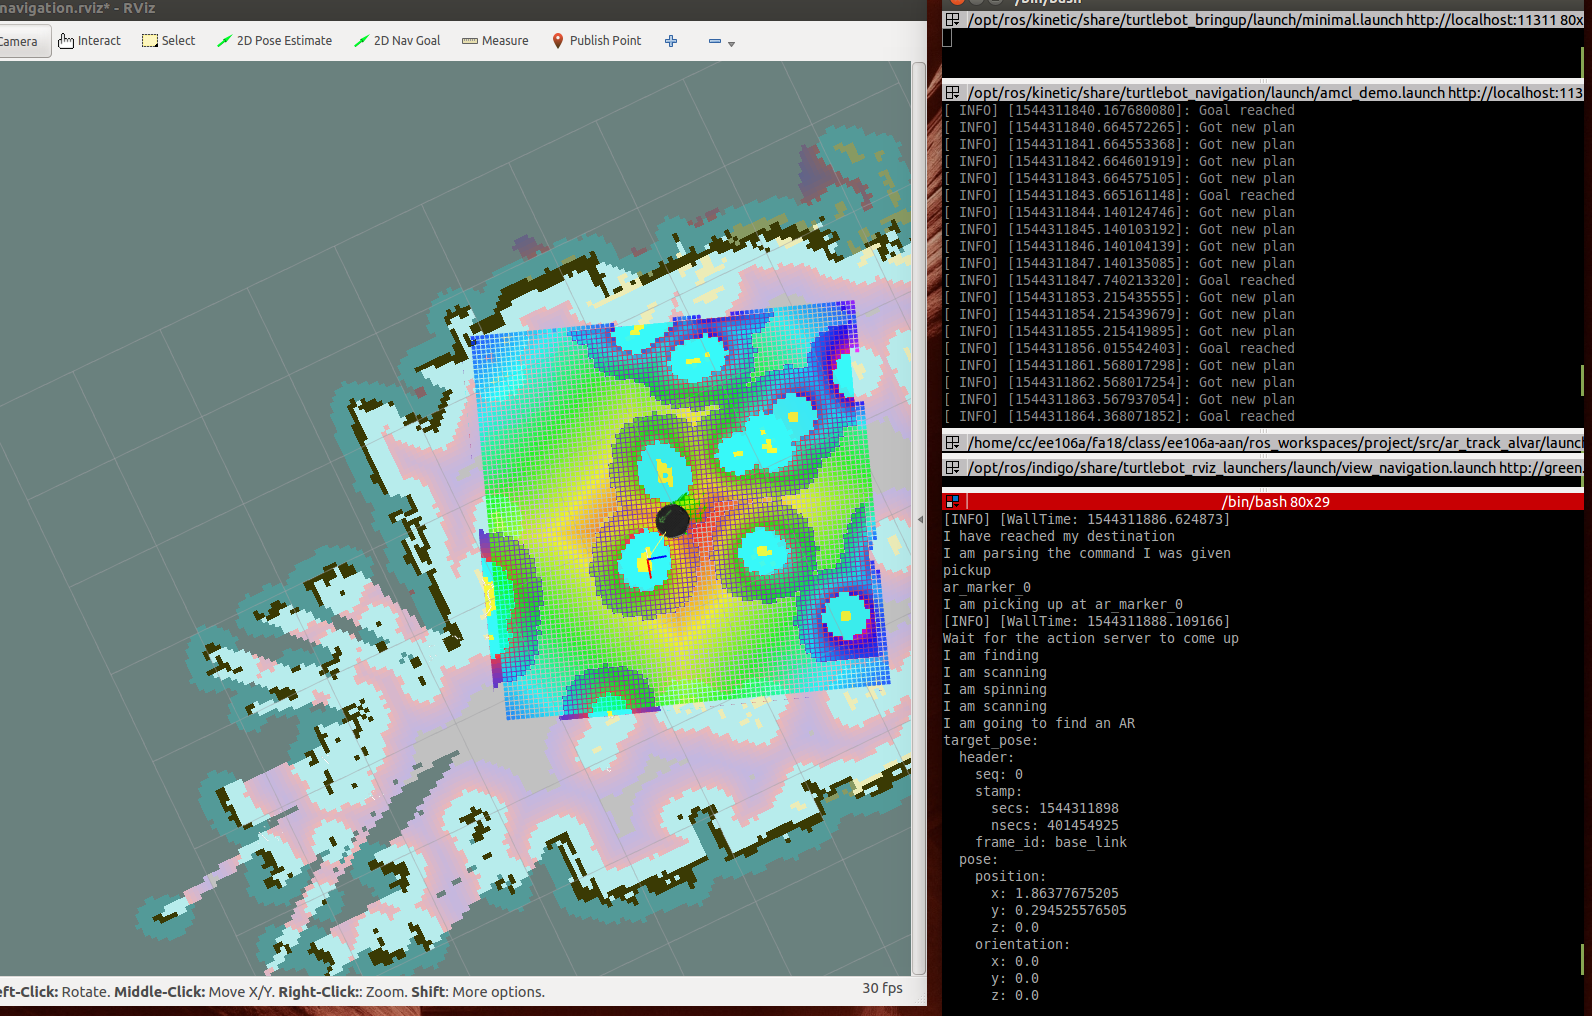 navigation.rviz* - RViz
Camera Interact Select 2D Pose Estimate 2D Nav Goal Measure Publish Point
eft-Click: Rotate. Middle-Click: Move X/Y. Right-Click:: Zoom. Shift: More options. 30 fps
/bin/bash
/opt/ros/kinetic/share/turtlebot_bringup/launch/minimal.launch http://localhost:11311 80x
/opt/ros/kinetic/share/turtlebot_navigation/launch/amcl_demo.launch http://localhost:113
[ INFO] [1544311840.167680080]: Goal reached
[ INFO] [1544311840.664572265]: Got new plan
[ INFO] [1544311841.664553368]: Got new plan
[ INFO] [1544311842.664601919]: Got new plan
[ INFO] [1544311843.664575105]: Got new plan
[ INFO] [1544311843.665161148]: Goal reached
[ INFO] [1544311844.140124746]: Got new plan
[ INFO] [1544311845.140103192]: Got new plan
[ INFO] [1544311846.140104139]: Got new plan
[ INFO] [1544311847.140135085]: Got new plan
[ INFO] [1544311847.740213320]: Goal reached
[ INFO] [1544311853.215435555]: Got new plan
[ INFO] [1544311854.215439679]: Got new plan
[ INFO] [1544311855.215419895]: Got new plan
[ INFO] [1544311856.015542403]: Goal reached
[ INFO] [1544311861.568017298]: Got new plan
[ INFO] [1544311862.568017254]: Got new plan
[ INFO] [1544311863.567937054]: Got new plan
[ INFO] [1544311864.368071852]: Goal reached
/home/cc/ee106a/fa18/class/ee106a-aan/ros_workspaces/project/src/ar_track_alvar/launc
/opt/ros/indigo/share/turtlebot_rviz_launchers/launch/view_navigation.launch http://green.
/bin/bash 80x29
[INFO] [WallTime: 1544311886.624873]
I have reached my destination
I am parsing the command I was given
pickup
ar_marker_0
I am picking up at ar_marker_0
[INFO] [WallTime: 1544311888.109166]
Wait for the action server to come up
I am finding
I am scanning
I am spinning
I am scanning
I am going to find an AR
target_pose:
header:
seq: 0
stamp:
secs: 1544311898
nsecs: 401454925
frame_id: base_link
pose:
position:
x: 1.86377675205
y: 0.294525576505
z: 0.0
orientation:
x: 0.0
y: 0.0
z: 0.0